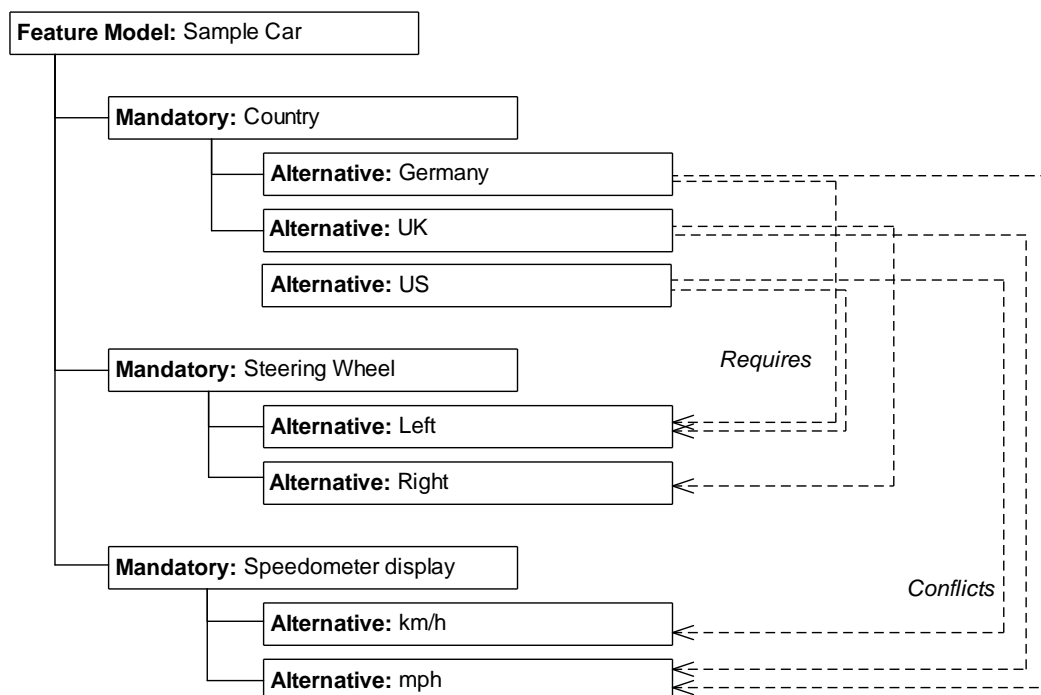 Feature Model: Sample Car
Mandatory: Country
Alternative: Germany
Alternative: UK
Alternative: US
Requires
Mandatory: Steering Wheel
Alternative: Left
Alternative: Right
Mandatory: Speedometer display
Conflicts
Alternative: km/h
Alternative: mph